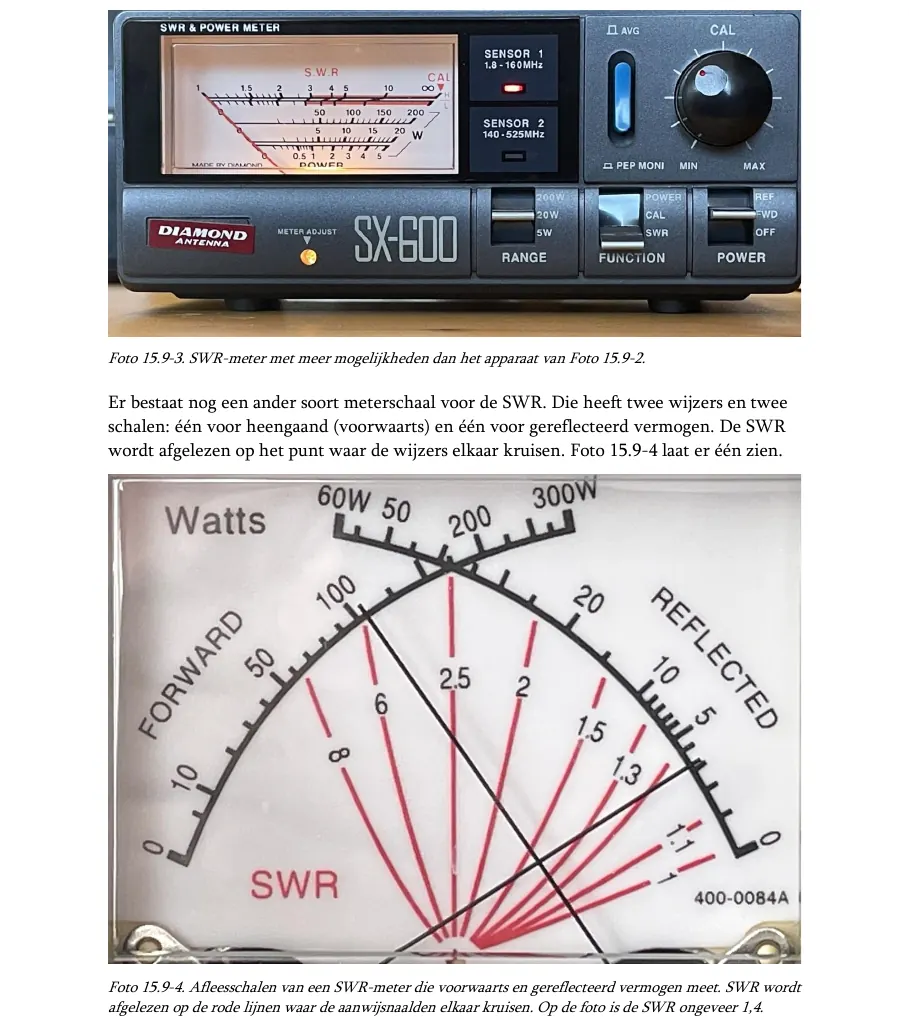 SWR & POWER METER
S.W.R
CAL
1 1.5 2 3 4 5 10 ∞
H
L
0 50 100 150 200
0 5 10 15 20 W
0 0.5 1 2 3 4 5
MADE BY DIAMOND POWER
SENSOR 1
1.8 - 160MHz
SENSOR 2
140 - 525MHz
AVG
PEP MONI
CAL
MIN MAX
DIAMOND
ANTENNA
METER ADJUST
SX-600
200W
20W
5W
RANGE
POWER
CAL
SWR
FUNCTION
REF
FWD
OFF
POWER
Foto 15.9-3. SWR-meter met meer mogelijkheden dan het apparaat van Foto 15.9-2.
Er bestaat nog een ander soort meterschaal voor de SWR. Die heeft twee wijzers en twee
schalen: één voor heengaand (voorwaarts) en één voor gereflecteerd vermogen. De SWR
wordt afgelezen op het punt waar de wijzers elkaar kruisen. Foto 15.9-4 laat er één zien.
Watts
60W 50 200 300W
100 20
FORWARD
REFLECTED
50 10
5
10
0 0
8 6 2.5 2 1.5 1.3 1.1 1
SWR
400-0084A
Foto 15.9-4. Afleesschalen van een SWR-meter die voorwaarts en gereflecteerd vermogen meet. SWR wordt
afgelezen op de rode lijnen waar de aanwijsnaalden elkaar kruisen. Op de foto is de SWR ongeveer 1,4.